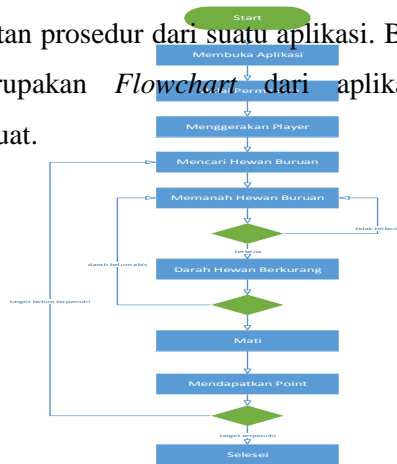 Start
tan prosedur dari suatu aplikasi. B
Membuka Aplikasi
rupakan Flowchart dari aplika
Menggerakan Player
uat.
Mencari Hewan Buruan
Memanah Hewan Buruan
tidak terkena
terkena
darah belum abis
Darah Hewan Berkurang
target belum terpenuhi
Mati
Mendapatkan Point
target terpenuhi
Selesei